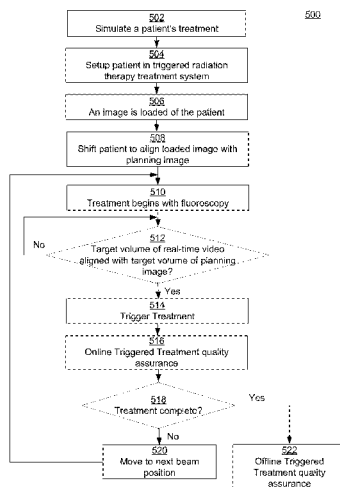 500
502
Simulate a patient's treatment
504
Setup patient in triggered radiation
therapy treatment system
506
An image is loaded of the patient
508
Shift patient to align loaded image with
planning image
510
Treatment begins with fluoroscopy
512
No
Target volume of real-time video
aligned with target volume of planning
image?
Yes
514
Trigger Treatment
516
Online Triggered Treatment quality
assurance
518
Treatment complete?
Yes
No
520
Move to next beam
position
522
Offline Triggered
Treatment quality
assurance